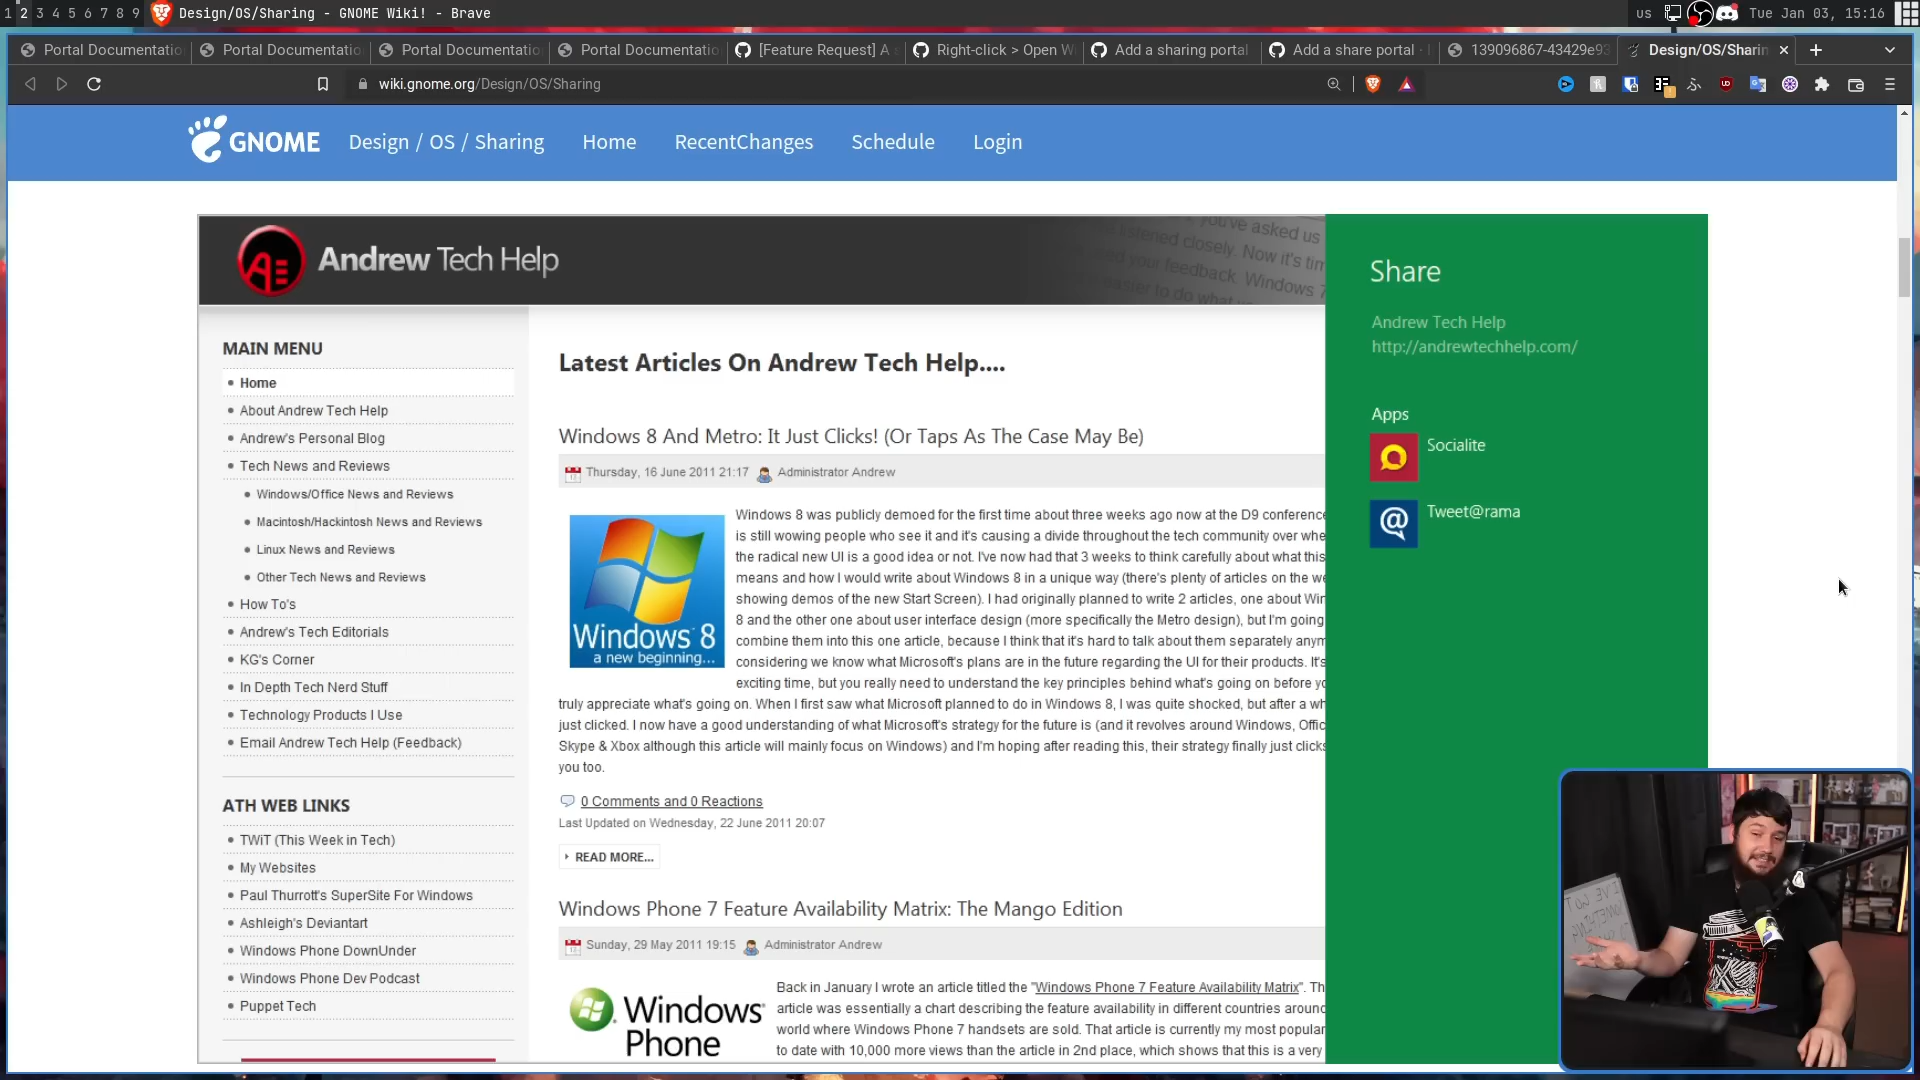 1 2 3 4 5 6 7 8 9 Design/OS/Sharing - GNOME Wiki! - Brave
us Tue Jan 03, 15:16
Portal Documentatio Portal Documentatio Portal Documentatio Portal Documentatio [Feature Request] A s Right-click > Open W Add a sharing portal Add a share portal · 139096867-43429e93 Design/OS/Sharin
wiki.gnome.org/Design/OS/Sharing
GNOME Design / OS / Sharing Home RecentChanges Schedule Login
Andrew Tech Help
you've asked us
listened closely. Now it's tim
your feedback. Windows 7
easier to do what
MAIN MENU
Home
About Andrew Tech Help
Andrew's Personal Blog
Tech News and Reviews
Windows/Office News and Reviews
Macintosh/Hackintosh News and Reviews
Linux News and Reviews
Other Tech News and Reviews
How To's
Andrew's Tech Editorials
KG's Corner
In Depth Tech Nerd Stuff
Technology Products I Use
Email Andrew Tech Help (Feedback)
ATH WEB LINKS
TWiT (This Week in Tech)
My Websites
Paul Thurrott's SuperSite For Windows
Ashleigh's Deviantart
Windows Phone DownUnder
Windows Phone Dev Podcast
Puppet Tech
Latest Articles On Andrew Tech Help....
Windows 8 And Metro: It Just Clicks! (Or Taps As The Case May Be)
Thursday, 16 June 2011 21:17 Administrator Andrew
Windows 8
a new beginning...
Windows 8 was publicly demoed for the first time about three weeks ago now at the D9 conference
is still wowing people who see it and it's causing a divide throughout the tech community over whe
the radical new UI is a good idea or not. I've now had that 3 weeks to think carefully about what this
means and how I would write about Windows 8 in a unique way (there's plenty of articles on the we
showing demos of the new Start Screen). I had originally planned to write 2 articles, one about Win
8 and the other one about user interface design (more specifically the Metro design), but I'm going
combine them into this one article, because I think that it's hard to talk about them separately anym
considering we know what Microsoft's plans are in the future regarding the UI for their products. It's
exciting time, but you really need to understand the key principles behind what's going on before yo
truly appreciate what's going on. When I first saw what Microsoft planned to do in Windows 8, I was quite shocked, but after a wh
just clicked. I now have a good understanding of what Microsoft's strategy for the future is (and it revolves around Windows, Offic
Skype & Xbox although this article will mainly focus on Windows) and I'm hoping after reading this, their strategy finally just clicks
you too.
0 Comments and 0 Reactions
Last Updated on Wednesday, 22 June 2011 20:07
READ MORE...
Windows Phone 7 Feature Availability Matrix: The Mango Edition
Sunday, 29 May 2011 19:15 Administrator Andrew
Windows
Phone
Back in January I wrote an article titled the "Windows Phone 7 Feature Availability Matrix". Th
article was essentially a chart describing the feature availability in different countries around
world where Windows Phone 7 handsets are sold. That article is currently my most popular
to date with 10,000 more views than the article in 2nd place, which shows that this is a very
Share
Andrew Tech Help
http://andrewtechhelp.com/
Apps
Socialite
Tweet@rama
I'VE GOT